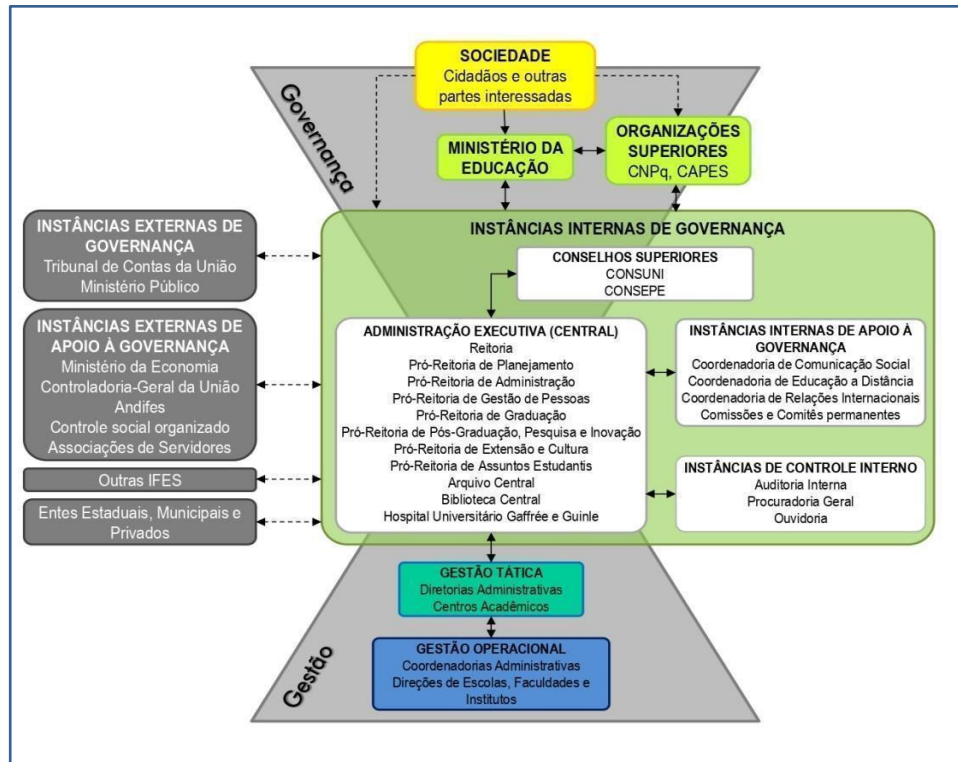 Governança
SOCIEDADE
Cidadãos e outras
partes interessadas
MINISTÉRIO DA
EDUCAÇÃO
ORGANIZAÇÕES
SUPERIORES
CNPq, CAPES
INSTÂNCIAS EXTERNAS DE
GOVERNANÇA
Tribunal de Contas da União
Ministério Público
INSTÂNCIAS EXTERNAS DE
APOIO À GOVERNANÇA
Ministério da Economia
Controladoria-Geral da União
Andifes
Controle social organizado
Associações de Servidores
Outras IFES
Entes Estaduais, Municipais e
Privados
INSTÂNCIAS INTERNAS DE GOVERNANÇA
CONSELHOS SUPERIORES
CONSUNI
CONSEPE
ADMINISTRAÇÃO EXECUTIVA (CENTRAL)
Reitoria
Pró-Reitoria de Planejamento
Pró-Reitoria de Administração
Pró-Reitoria de Gestão de Pessoas
Pró-Reitoria de Graduação
Pró-Reitoria de Pós-Graduação, Pesquisa e Inovação
Pró-Reitoria de Extensão e Cultura
Pró-Reitoria de Assuntos Estudantis
Arquivo Central
Biblioteca Central
Hospital Universitário Gaffrée e Guinle
INSTÂNCIAS INTERNAS DE APOIO À
GOVERNANÇA
Coordenadoria de Comunicação Social
Coordenadoria de Educação a Distância
Coordenadoria de Relações Internacionais
Comissões e Comitês permanentes
INSTÂNCIAS DE CONTROLE INTERNO
Auditoria Interna
Procuradoria Geral
Ouvidoria
GESTÃO TÁTICA
Diretorias Administrativas
Centros Acadêmicos
GESTÃO OPERACIONAL
Coordenadorias Administrativas
Direções de Escolas, Faculdades e
Institutos
Gestão